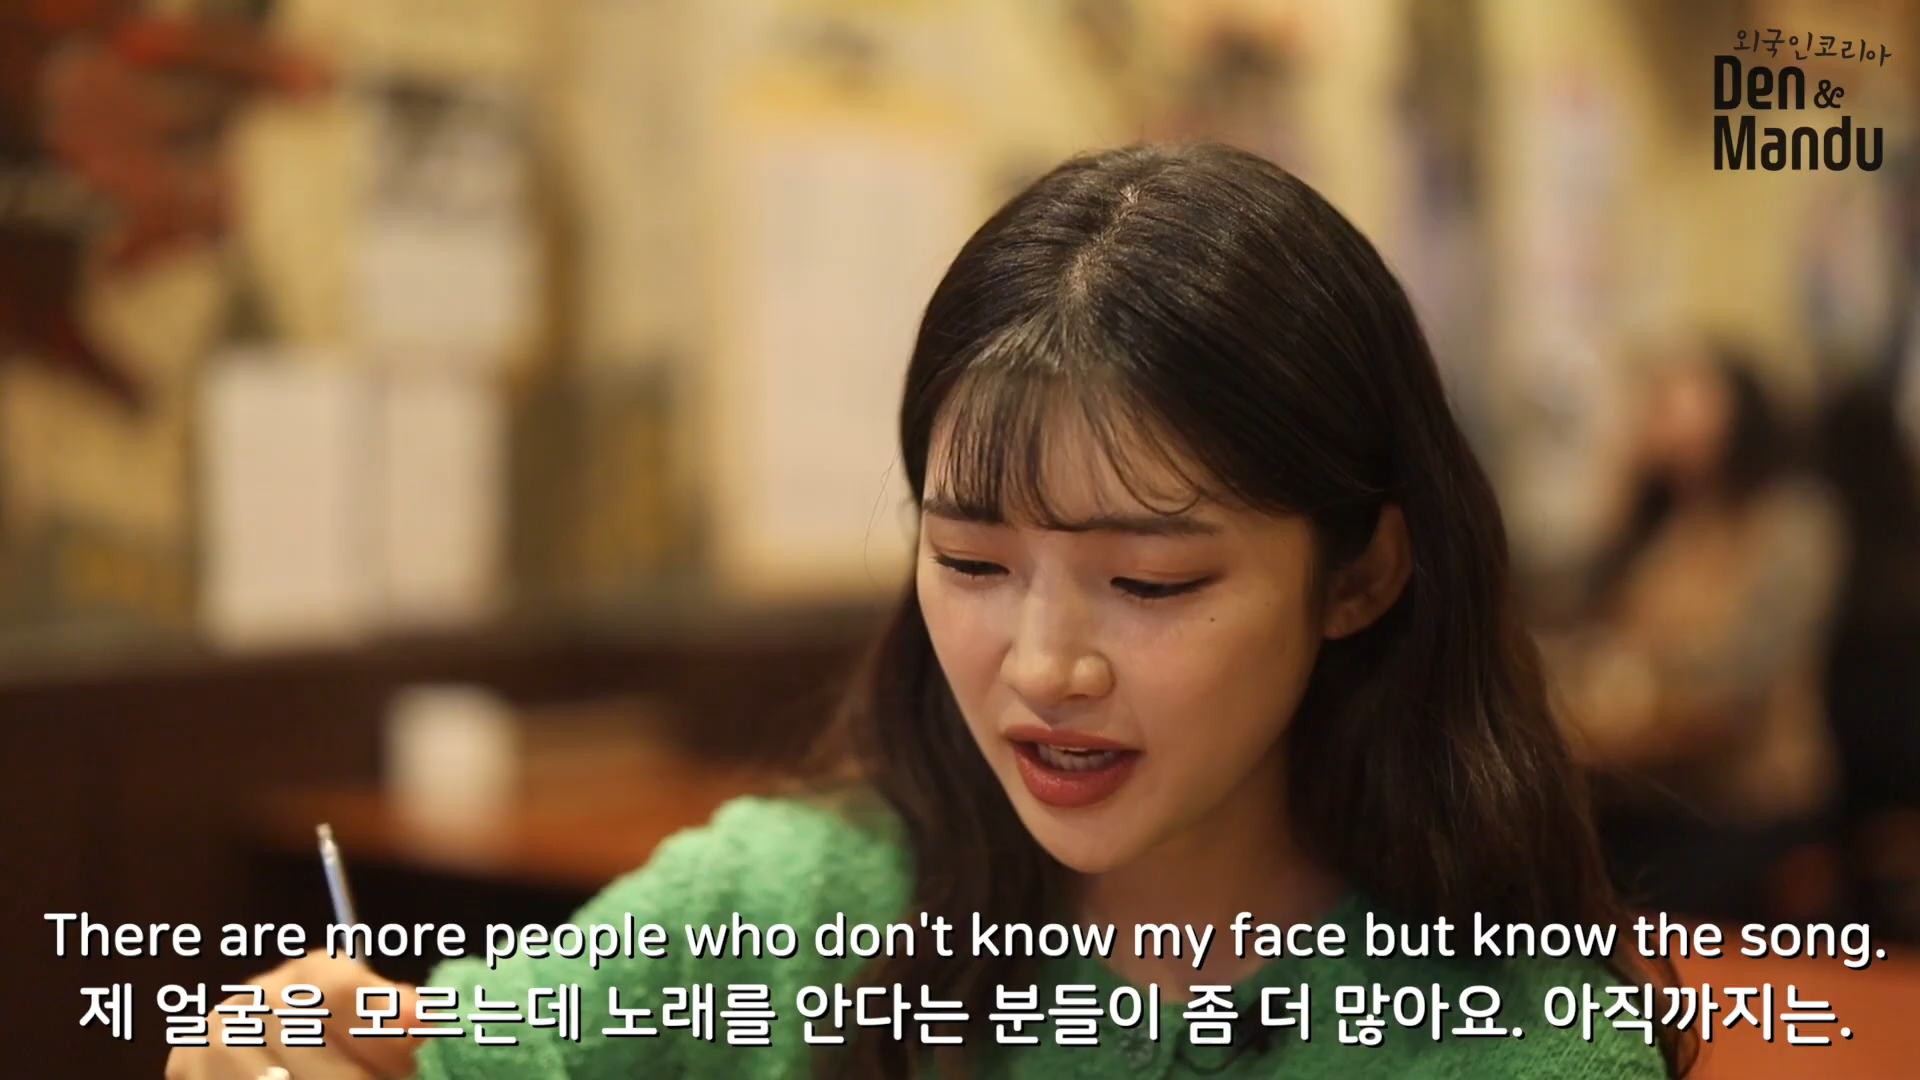 외국인코리아
Den &
Mandu
There are more people who don't know my face but know the song.
제 얼굴을 모르는데 노래를 안다는 분들이 좀 더 많아요. 아직까지는.